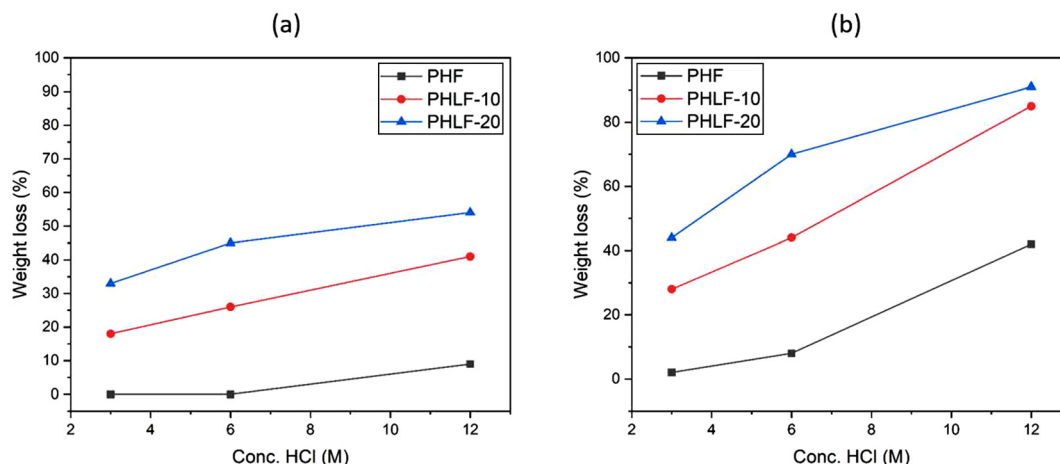 (a)
100
90
80
70
60
50
40
30
20
10
0
Weight loss (%)
PHF
PHLF-10
PHLF-20
2 4 6 8 10 12
Conc. HCl (M)
(b)
100
80
60
40
20
0
Weight loss (%)
PHF
PHLF-10
PHLF-20
2 4 6 8 10 12
Conc. HCl (M)